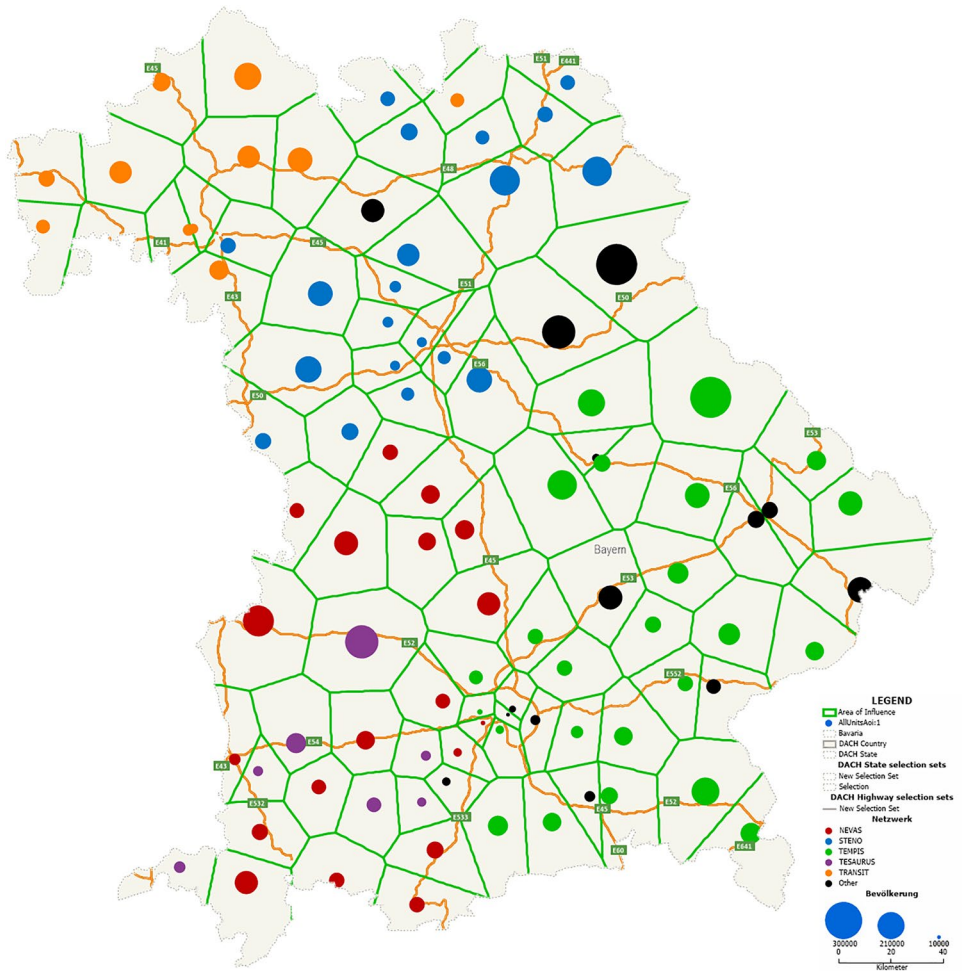 E51
E441
E45
E48
E41
E45
E51
E43
E50
E56
E50
E53
E56
E45
Bayern
E53
E52
E552
E54
E43
E532
E533
E45
E52
E60
E641
LEGEND
Area of Influence
AllUnitsAoi:1
Bavaria
DACH Country
DACH State
DACH State selection sets
New Selection Set
Selection
DACH Highway selection sets
New Selection Set
Netzwerk
NEVAS
STENO
TEMPIS
TESAURUS
TRANSIT
Other
Bevölkerung
300000 210000 10000
0 20 40
Kilometer